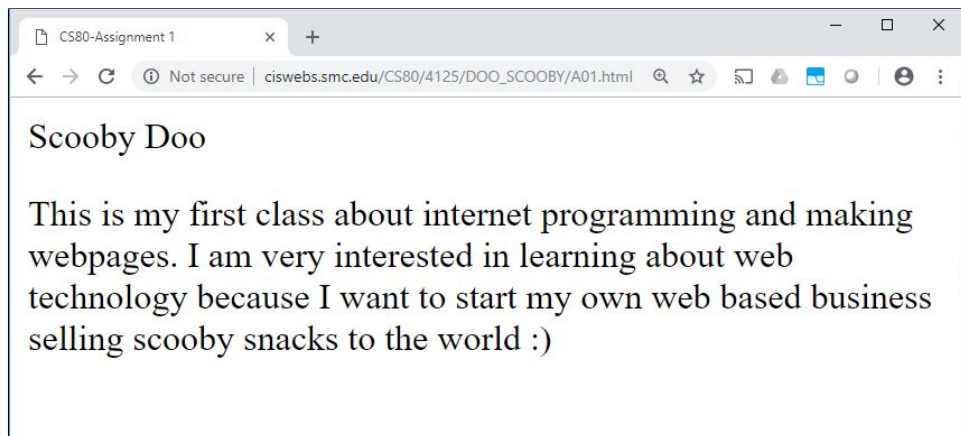 CS80-Assignment 1
Not secure | ciswebs.smc.edu/CS80/4125/DOO_SCOOBY/A01.html
Scooby Doo
This is my first class about internet programming and making
webpages. I am very interested in learning about web
technology because I want to start my own web based business
selling scooby snacks to the world :)